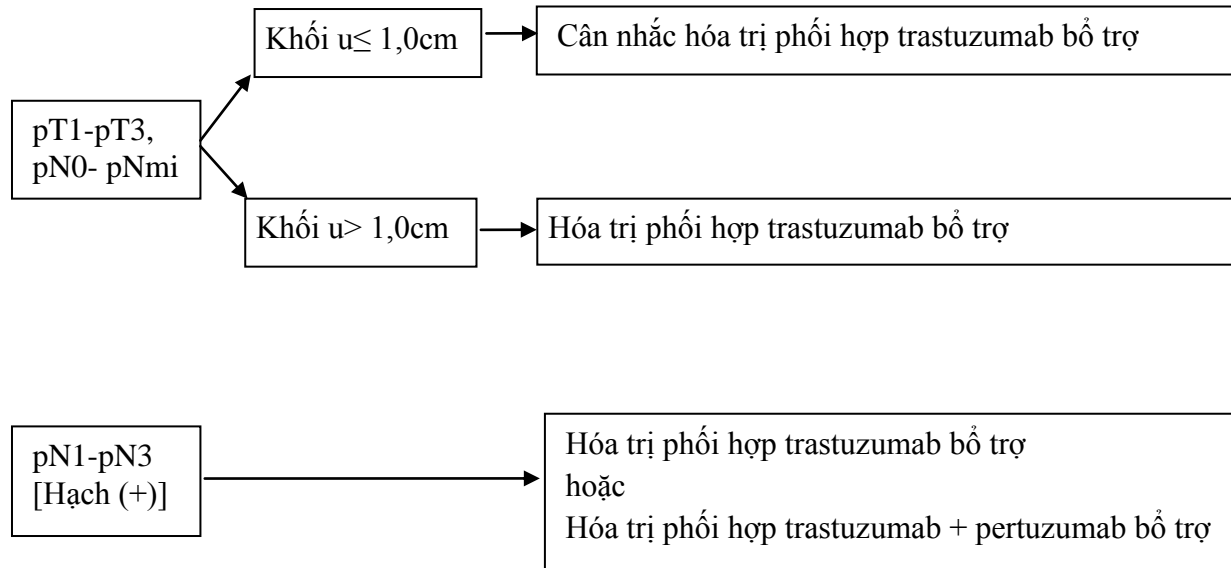 Khối u≤ 1,0cm
Cân nhắc hóa trị phối hợp trastuzumab bổ trợ
pT1-pT3,
pN0- pNmi
Khối u> 1,0cm
Hóa trị phối hợp trastuzumab bổ trợ
pN1-pN3
[Hạch (+)]
Hóa trị phối hợp trastuzumab bổ trợ
hoặc
Hóa trị phối hợp trastuzumab + pertuzumab bổ trợ